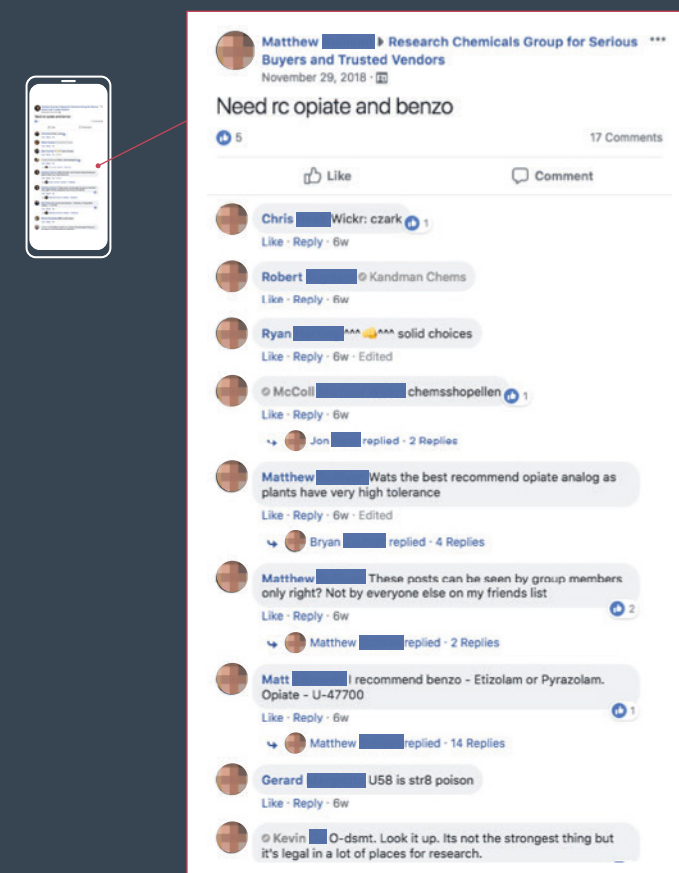 Matthew ▸ Research Chemicals Group for Serious
Buyers and Trusted Vendors
November 29, 2018 ·
Need rc opiate and benzo
5
17 Comments
Like
Comment
Chris Wickr: czark
1
Like · Reply · 6w
Robert Kandman Chems
Like · Reply · 6w
Ryan ^^^ 🤜^^^ solid choices
Like · Reply · 6w · Edited
McColl chemsshopellen
1
Like · Reply · 6w
Jon replied · 2 Replies
Matthew Wats the best recommend opiate analog as
plants have very high tolerance
Like · Reply · 6w · Edited
Bryan replied · 4 Replies
Matthew These posts can be seen by group members
only right? Not by everyone else on my friends list
2
Like · Reply · 6w
Matthew replied · 2 Replies
Matt I recommend benzo - Etizolam or Pyrazolam.
Opiate - U-47700
1
Like · Reply · 6w
Matthew replied · 14 Replies
Gerard U58 is str8 poison
Like · Reply · 6w
Kevin O-dsmt. Look it up. Its not the strongest thing but
it's legal in a lot of places for research.